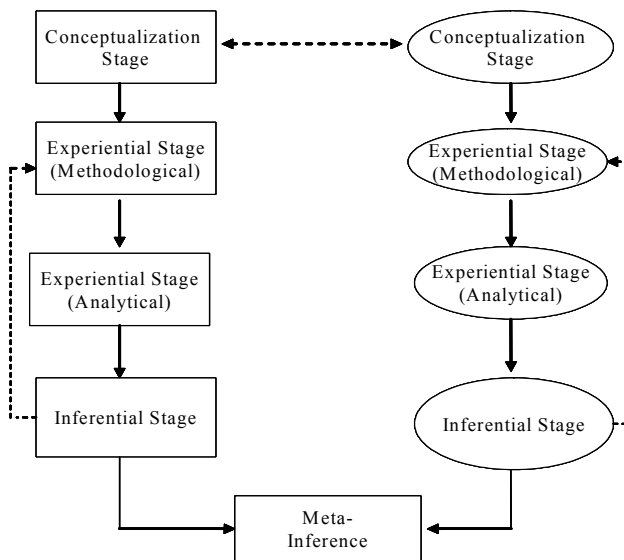 Conceptualization
Stage
Conceptualization
Stage
Experiential Stage
(Methodological)
Experiential Stage
(Methodological)
Experiential Stage
(Analytical)
Experiential Stage
(Analytical)
Inferential Stage
Inferential Stage
Meta-
Inference